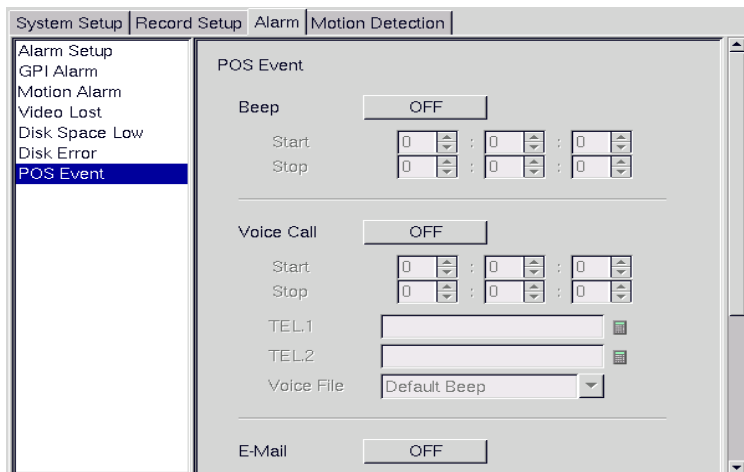 System Setup Record Setup Alarm Motion Detection
Alarm Setup
GPI Alarm
Motion Alarm
Video Lost
Disk Space Low
Disk Error
POS Event
POS Event
Beep OFF
Start 0 : 0 : 0
Stop 0 : 0 : 0
Voice Call OFF
Start 0 : 0 : 0
Stop 0 : 0 : 0
TEL.1
TEL.2
Voice File Default Beep
E-Mail OFF